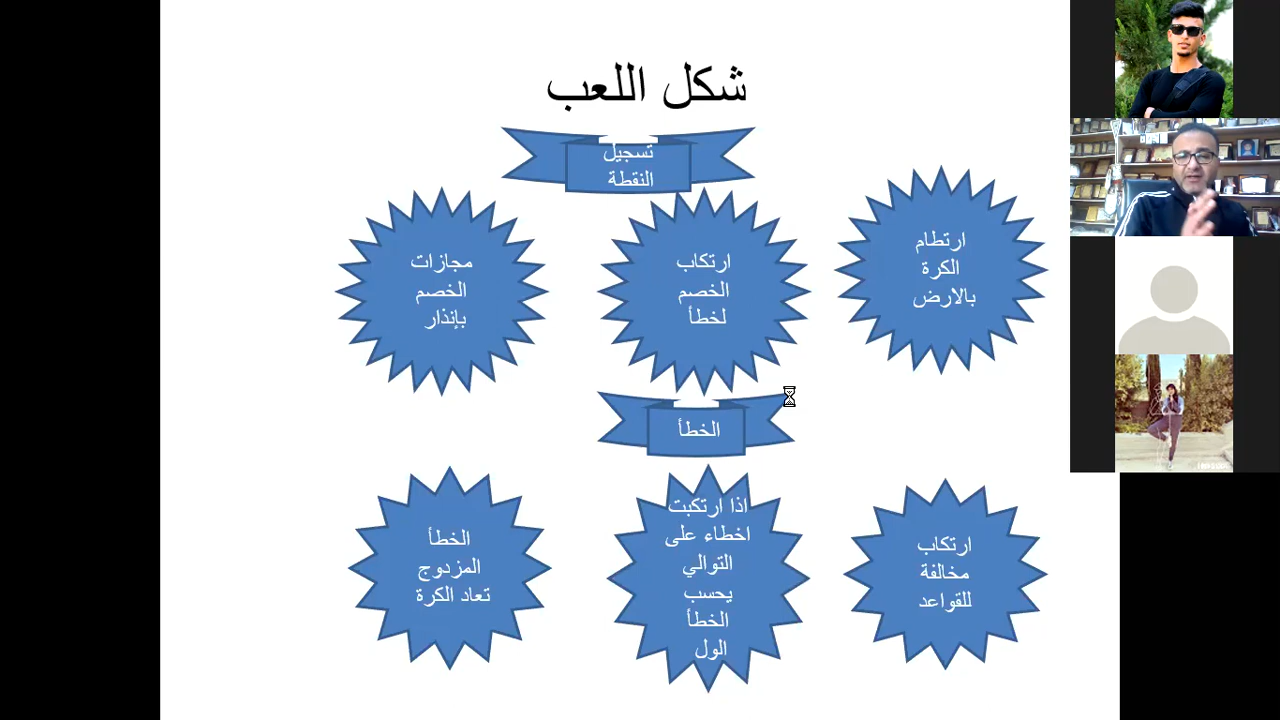 شكل اللعب
تسجيل
النقطة
ارتطام
الكرة
بالارض
ارتكاب
الخصم
لخطأ
مجازات
الخصم
بإنذار
الخطأ
ارتكاب
مخالفة
للقواعد
اذا ارتكبت
اخطاء على
التوالي
يحسب
الخطأ
الول
الخطأ
المزدوج
تعاد الكرة